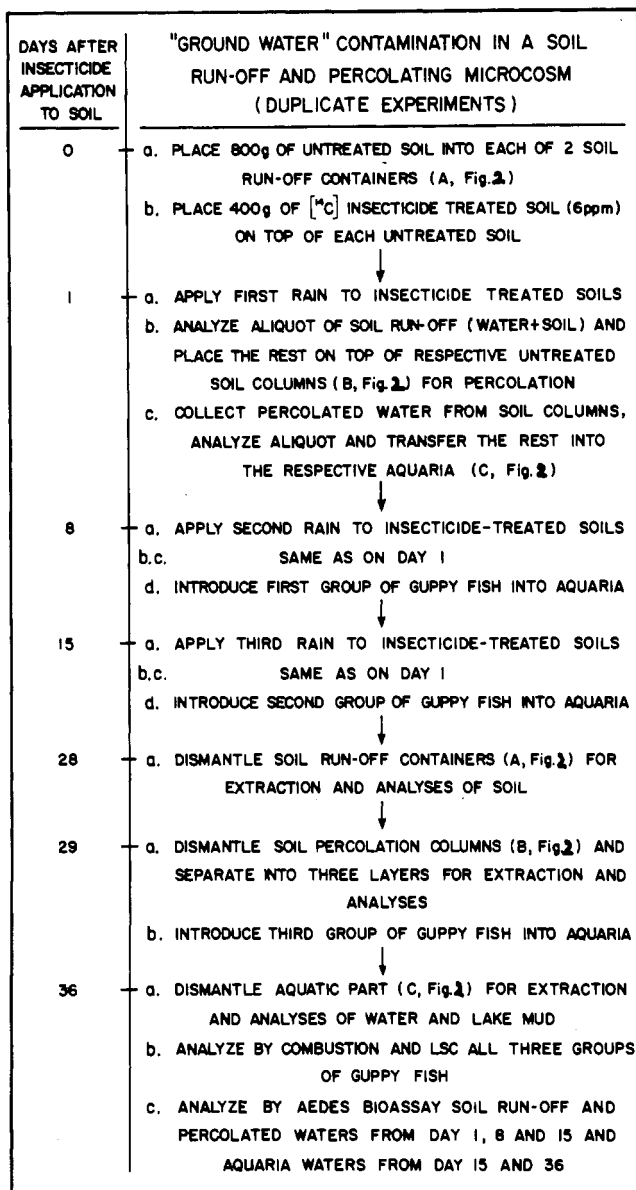 DAYS AFTER
INSECTICIDE
APPLICATION
TO SOIL
"GROUND WATER" CONTAMINATION IN A SOIL
RUN-OFF AND PERCOLATING MICROCOSM
(DUPLICATE EXPERIMENTS)
0
a. PLACE 800g OF UNTREATED SOIL INTO EACH OF 2 SOIL
RUN-OFF CONTAINERS (A, Fig.2)
b. PLACE 400g OF [¹⁴C] INSECTICIDE TREATED SOIL (6ppm)
ON TOP OF EACH UNTREATED SOIL
1
a. APPLY FIRST RAIN TO INSECTICIDE TREATED SOILS
b. ANALYZE ALIQUOT OF SOIL RUN-OFF (WATER+SOIL) AND
PLACE THE REST ON TOP OF RESPECTIVE UNTREATED
SOIL COLUMNS (B, Fig.2) FOR PERCOLATION
c. COLLECT PERCOLATED WATER FROM SOIL COLUMNS,
ANALYZE ALIQUOT AND TRANSFER THE REST INTO
THE RESPECTIVE AQUARIA (C, Fig.2)
8
a. APPLY SECOND RAIN TO INSECTICIDE-TREATED SOILS
b.c. SAME AS ON DAY 1
d. INTRODUCE FIRST GROUP OF GUPPY FISH INTO AQUARIA
15
a. APPLY THIRD RAIN TO INSECTICIDE-TREATED SOILS
b.c. SAME AS ON DAY 1
d. INTRODUCE SECOND GROUP OF GUPPY FISH INTO AQUARIA
28
a. DISMANTLE SOIL RUN-OFF CONTAINERS (A, Fig.2) FOR
EXTRACTION AND ANALYSES OF SOIL
29
a. DISMANTLE SOIL PERCOLATION COLUMNS (B, Fig.2) AND
SEPARATE INTO THREE LAYERS FOR EXTRACTION AND
ANALYSES
b. INTRODUCE THIRD GROUP OF GUPPY FISH INTO AQUARIA
36
a. DISMANTLE AQUATIC PART (C, Fig.2) FOR EXTRACTION
AND ANALYSES OF WATER AND LAKE MUD
b. ANALYZE BY COMBUSTION AND LSC ALL THREE GROUPS
OF GUPPY FISH
c. ANALYZE BY AEDES BIOASSAY SOIL RUN-OFF AND
PERCOLATED WATERS FROM DAY 1, 8 AND 15 AND
AQUARIA WATERS FROM DAY 15 AND 36